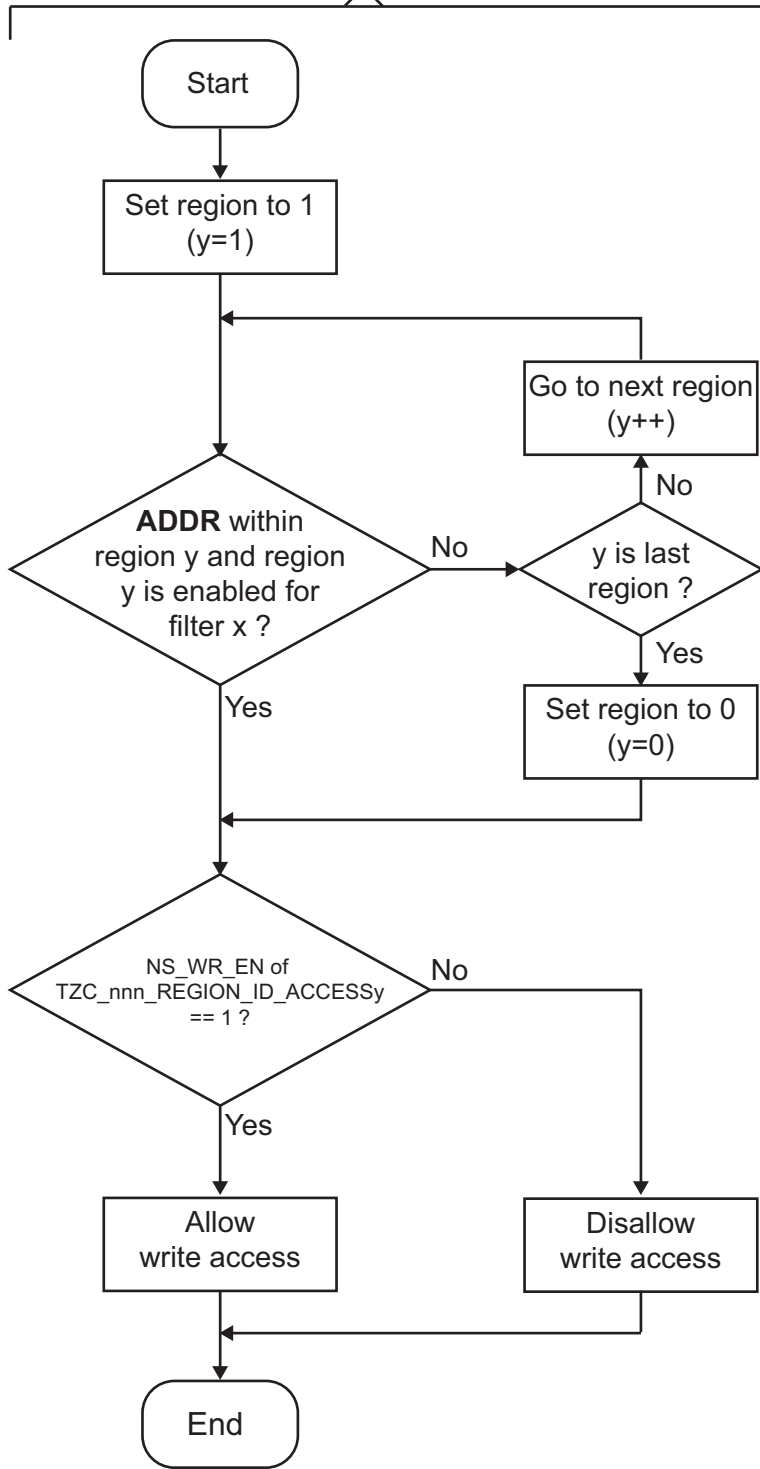 Start
Set region to 1
(y=1)
Go to next region
(y++)
No
ADDR within
region y and region
y is enabled for
filter x ?
No
y is last
region ?
Yes
Yes
Set region to 0
(y=0)
NS_WR_EN of
TZC_nnn_REGION_ID_ACCESSy
== 1 ?
No
Yes
Allow
write access
Disallow
write access
End